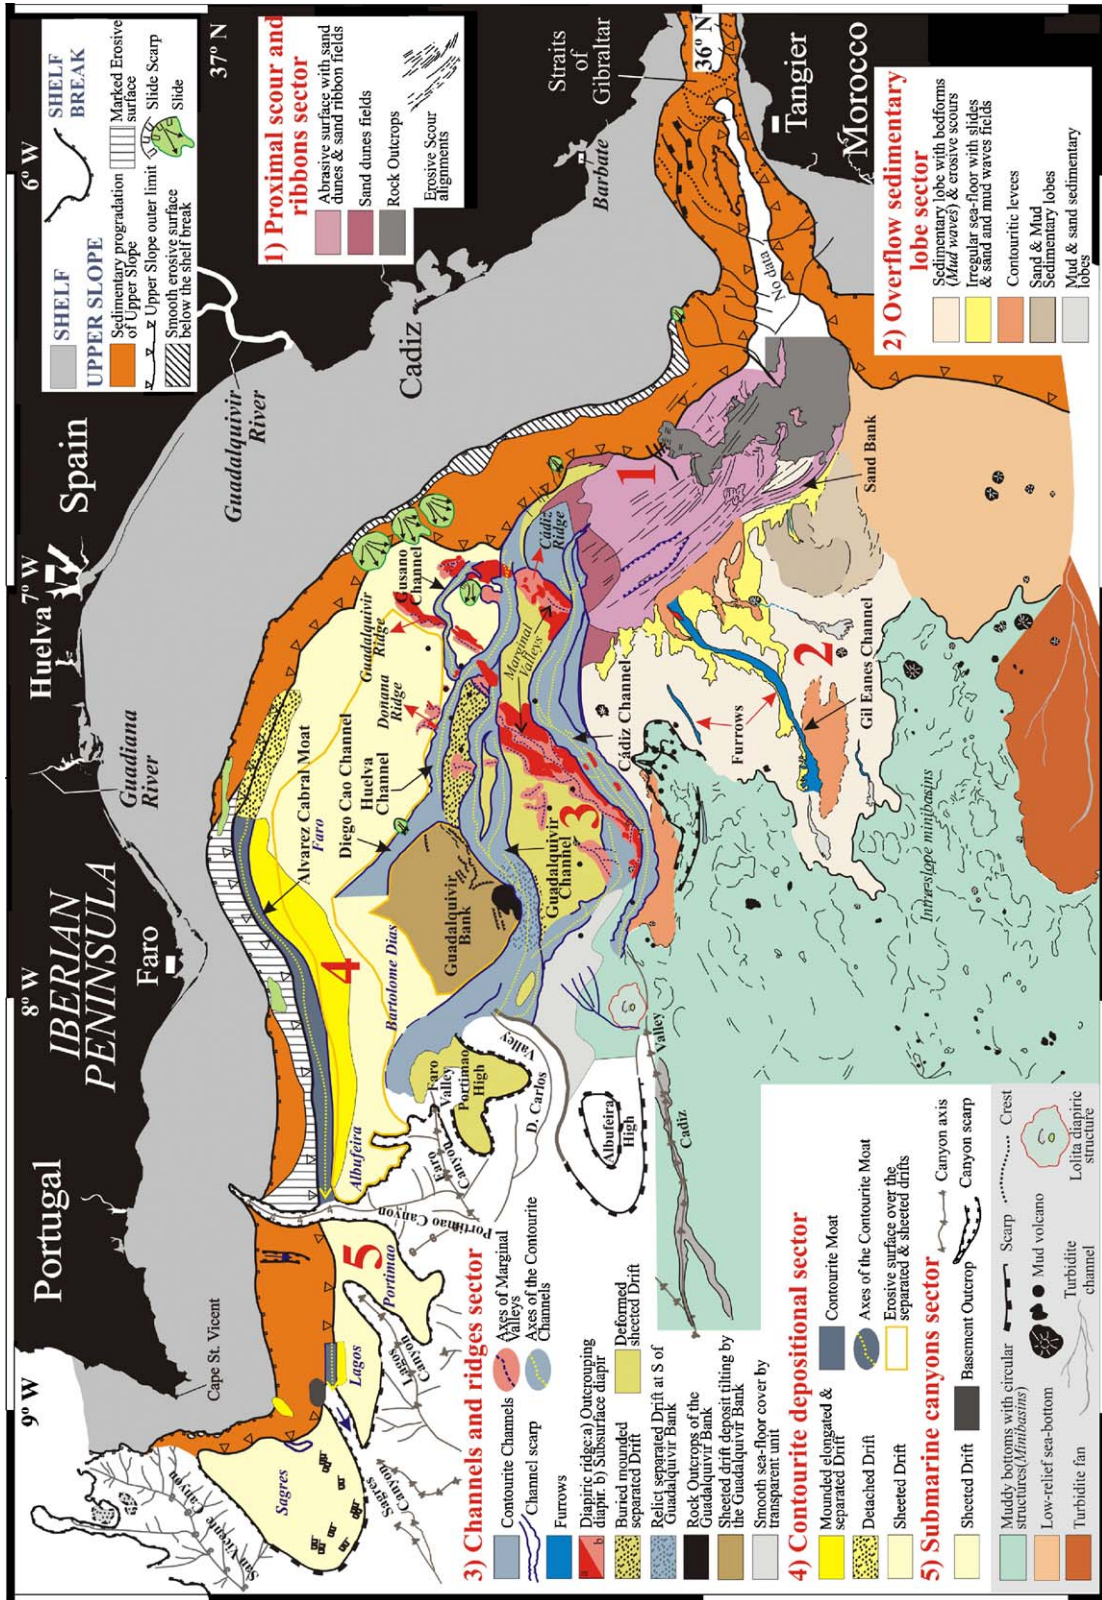 9º W
8º W
7º W
6º W
37º N
36º N
Portugal
IBERIAN
PENINSULA
Spain
Morocco
Huelva
Faro
Cadiz
Barbate
Tangier
Straits
of
Gibraltar
Guadiana
River
Guadalquivir
River
Cape St. Vicent
SHELF
SHELF
BREAK
UPPER SLOPE
Sedimentary progradation
of Upper Slope
Marked Erosive
surface
Upper Slope outer limit
Slide Scarp
Smooth erosive surface
below the shelf break
Slide
1) Proximal scour and
ribbons sector
Abrasive surface with sand
dunes & sand ribbon fields
Sand dunes fields
Rock Outcrops
Erosive Scour
alignments
2) Overflow sedimentary
lobe sector
Sedimentary lobe with bedforms
(Mud waves) & erosive scours
Irregular sea-floor with slides
& sand and mud waves fields
Contouritic levees
Sand & Mud
Sedimentary lobes
Mud & sand sedimentary
lobes
San Vicente
Canyon
Sagres
Sagres
Canyon
Lagos
Lagos
Canyon
Portimao
5
Portimao Canyon
Albufeira
4
Alvarez Cabral Moat
Faro
Bartolome Dias
Diego Cao Channel
Huelva
Channel
Doñana
Ridge
Guadalquivir
Ridge
Gusano
Channel
Cádiz
Ridge
Marginal
Valleys
Guadalquivir
Bank
Guadalquivir
Channel
3
Cádiz Channel
Faro
Valley
Portimao
High
Faro
Canyon
D. Carlos
Valley
Albufeira
High
Cadiz
Valley
1
2
Furrows
Gil Eanes Channel
Sand Bank
No data
Intra-slope minibasins
3) Channels and ridges sector
Contourite Channels
Axes of Marginal
Valleys
Channel scarp
Axes of the Contourite
Channels
Furrows
Diapiric ridge:a) Outcropping
diapir. b) Subsurface diapir
a
b
Buried mounded
separated Drift
Deformed
sheeted Drift
Relict separated Drift at S of
Guadalquivir Bank
Rock Outcrops of the
Guadalquivir Bank
Sheeted drift deposit tilting by
the Guadalquivir Bank
Smooth sea-floor cover by
transparent unit
4) Contourite depositional sector
Mounded elongated &
separated Drift
Contourite Moat
Detached Drift
Axes of the Contourite Moat
Sheeted Drift
Erosive surface over the
separated & sheeted drifts
5) Submarine canyons sector
Canyon axis
Sheeted Drift
Basement Outcrop
Canyon scarp
Muddy bottoms with circular
structures(Minibasins)
Scarp
Crest
Low-relief sea-bottom
Mud volcano
Lolita diapiric
structure
Turbidite fan
Turbidite
channel